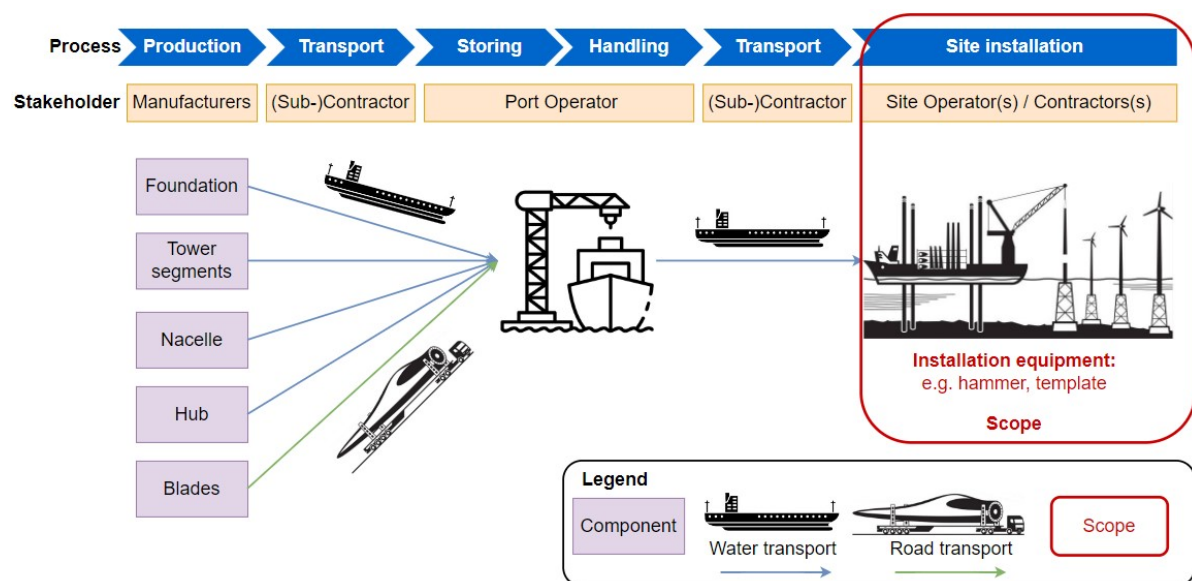 Process Production Transport Storing Handling Transport Site installation
Stakeholder Manufacturers (Sub-)Contractor Port Operator (Sub-)Contractor Site Operator(s) / Contractors(s)
Foundation
Tower
segments
Nacelle
Hub
Blades
Installation equipment:
e.g. hammer, template
Scope
Legend
Component
Water transport
Road transport
Scope